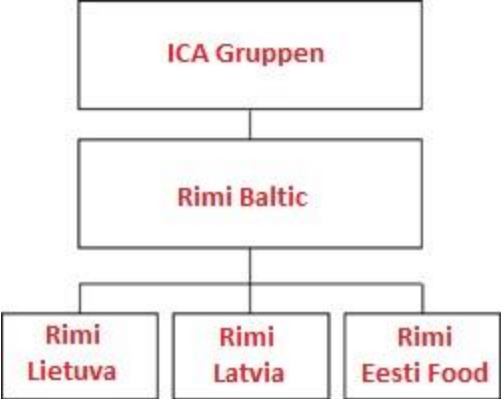 ICA Gruppen
Rimi Baltic
Rimi
Lietuva
Rimi
Latvia
Rimi
Eesti Food